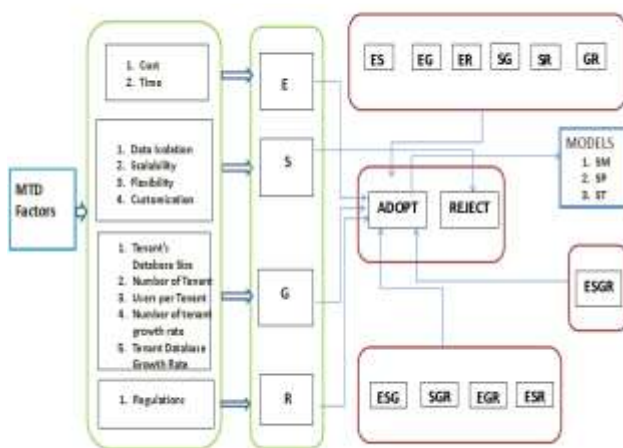 MTD
Factors
1. Cost
2. Time
1. Data Isolation
2. Scalability
3. Flexibility
4. Customization
1. Tenant's
Database Size
2. Number of Tenant
3. Users per Tenant
4. Number of tenant
growth rate
5. Tenant Database
Growth Rate
1. Regulations
E
S
G
R
ES EG ER SG SR GR
ADOPT REJECT
MODELS
1. SM
2. SP
3. ST
ESGR
ESG SGR EGR ESR